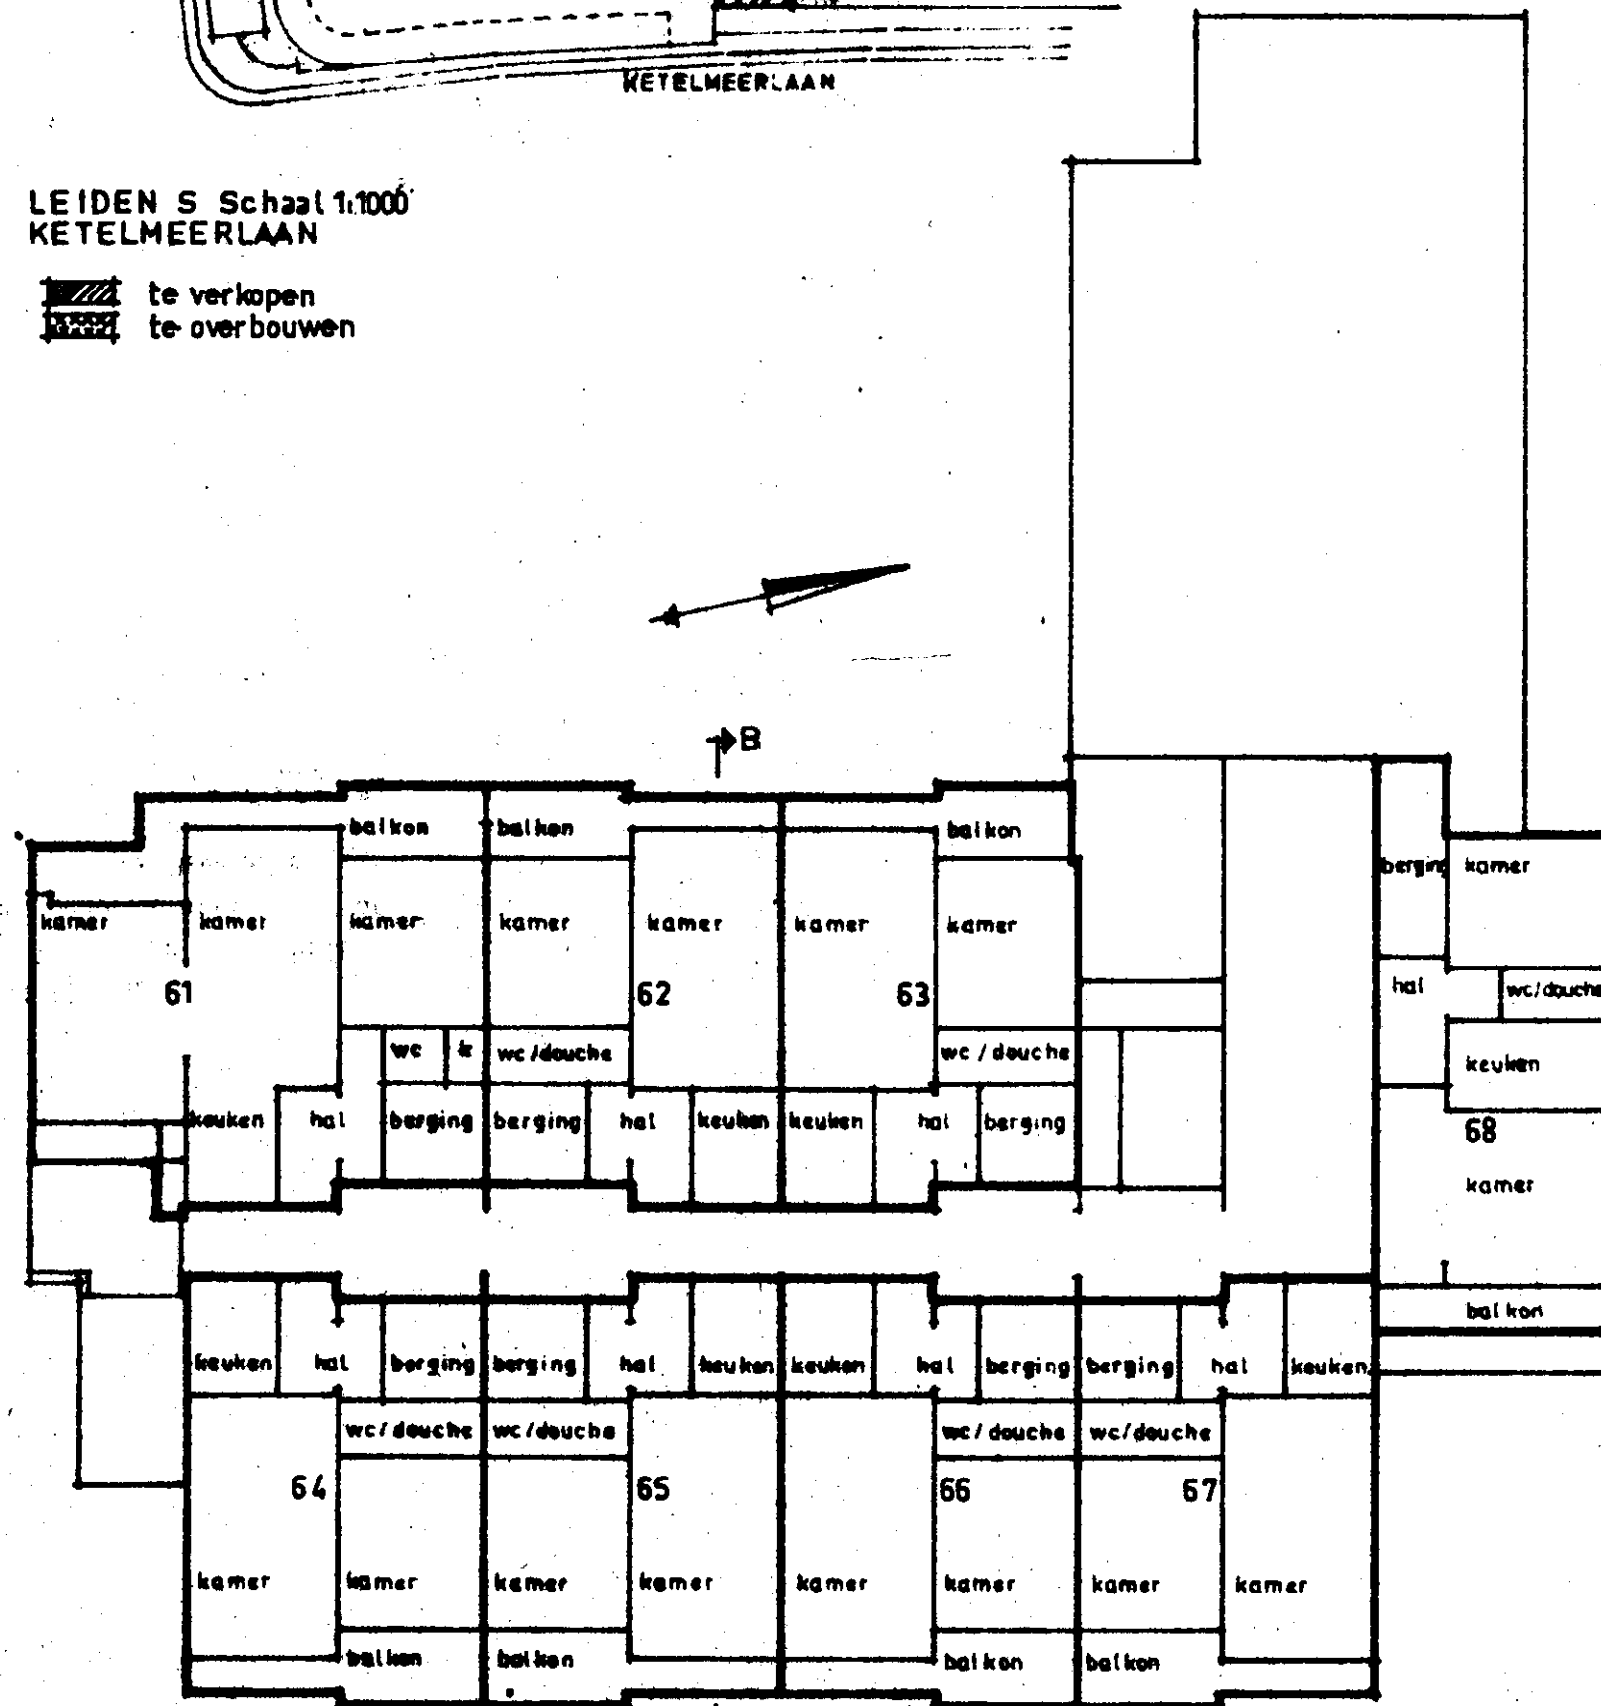 KETELMEERLAAN
LEIDEN S Schaal 1:1000
KETELMEERLAAN
te verkopen
te overbouwen
B
balkon balkon balkon
berging kamer
kamer kamer kamer kamer kamer kamer kamer
61 62 63
hal wc/douche
wc k wc/douche wc/douche
keuken
keuken hal berging berging hal keuken keuken hal berging
68
kamer
balkon
keuken hal berging berging hal keuken keuken hal berging berging hal keuken
wc/douche wc/douche wc/douche wc/douche
64 65 66 67
kamer kamer kamer kamer kamer kamer kamer kamer
balkon balkon balkon balkon